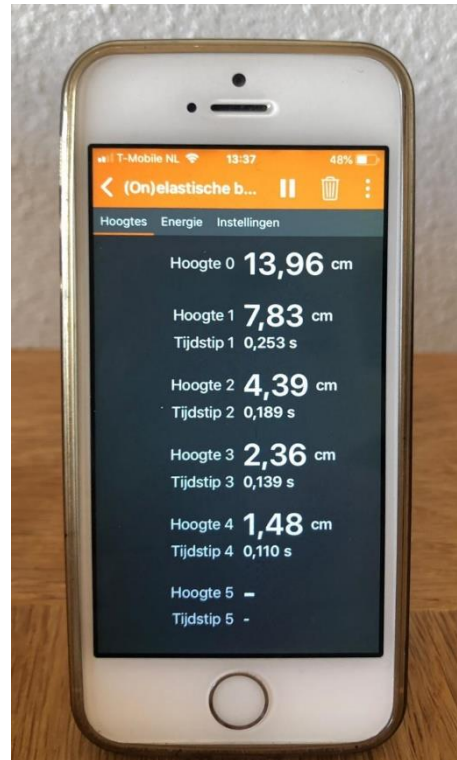 T-Mobile NL 13:37 48%
(On)elastische b...
Hoogtes Energie Instellingen
Hoogte 0 13,96 cm
Hoogte 1 7,83 cm
Tijdstip 1 0,253 s
Hoogte 2 4,39 cm
Tijdstip 2 0,189 s
Hoogte 3 2,36 cm
Tijdstip 3 0,139 s
Hoogte 4 1,48 cm
Tijdstip 4 0,110 s
Hoogte 5 –
Tijdstip 5 -